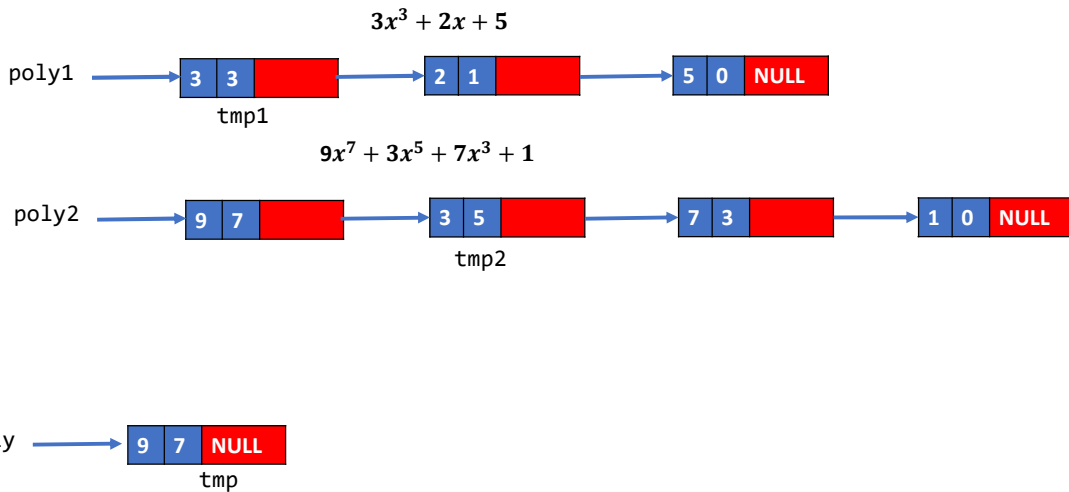 3x³ + 2x + 5
poly1 3 3 2 1 5 0 NULL
tmp1
9x⁷ + 3x⁵ + 7x³ + 1
poly2 9 7 3 5 7 3 1 0 NULL
tmp2
y 9 7 NULL
tmp